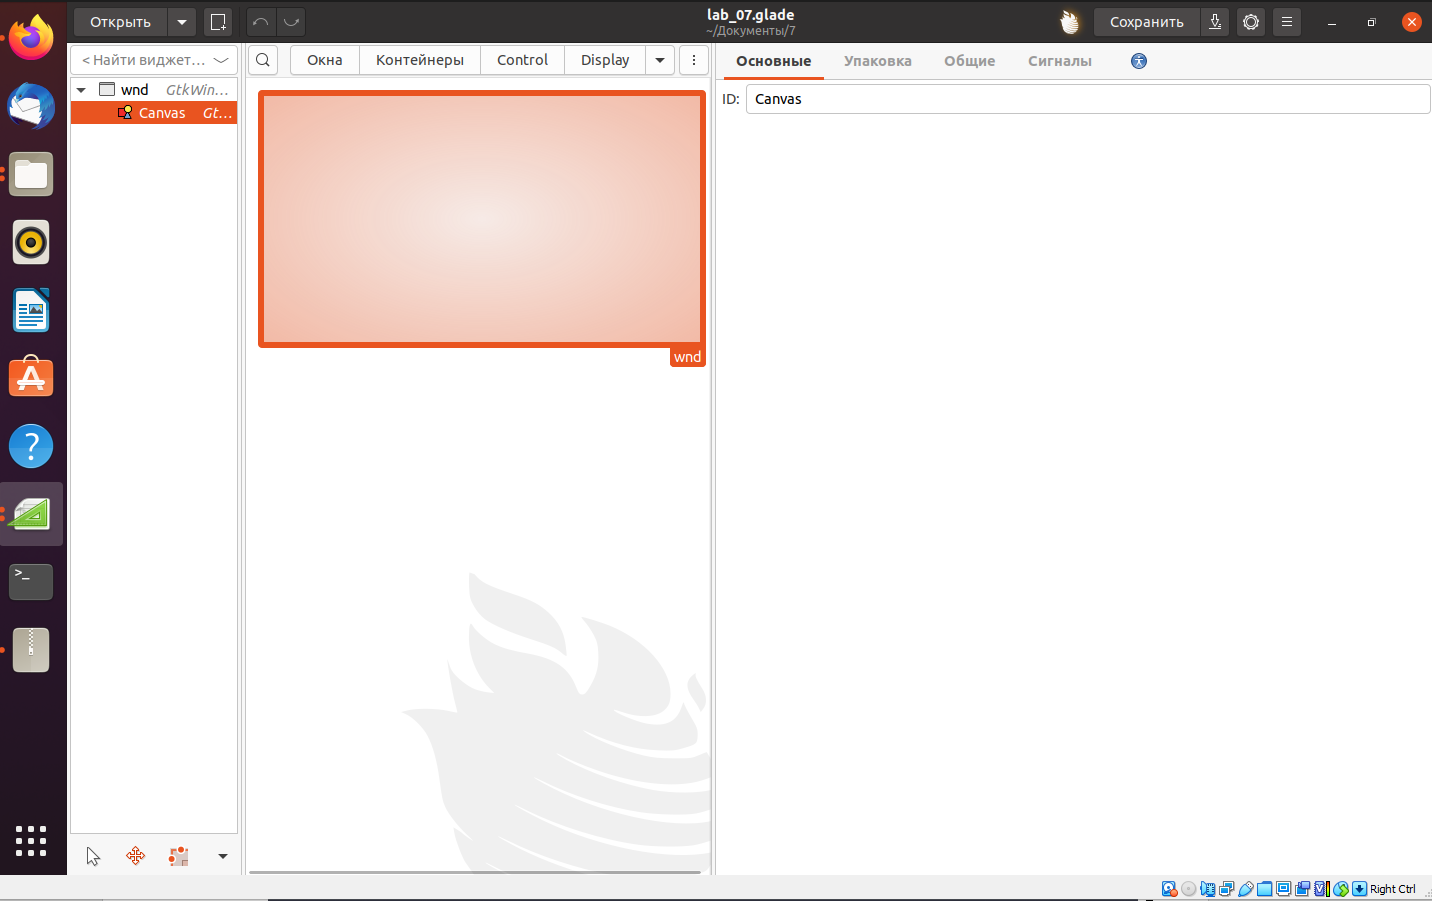 Открыть
lab_07.glade
~/Документы/7
Сохранить
< Найти виджет…
Окна
Контейнеры
Control
Display
Основные
Упаковка
Общие
Сигналы
wnd GtkWin…
Canvas Gt…
ID: Canvas
wnd
Right Ctrl